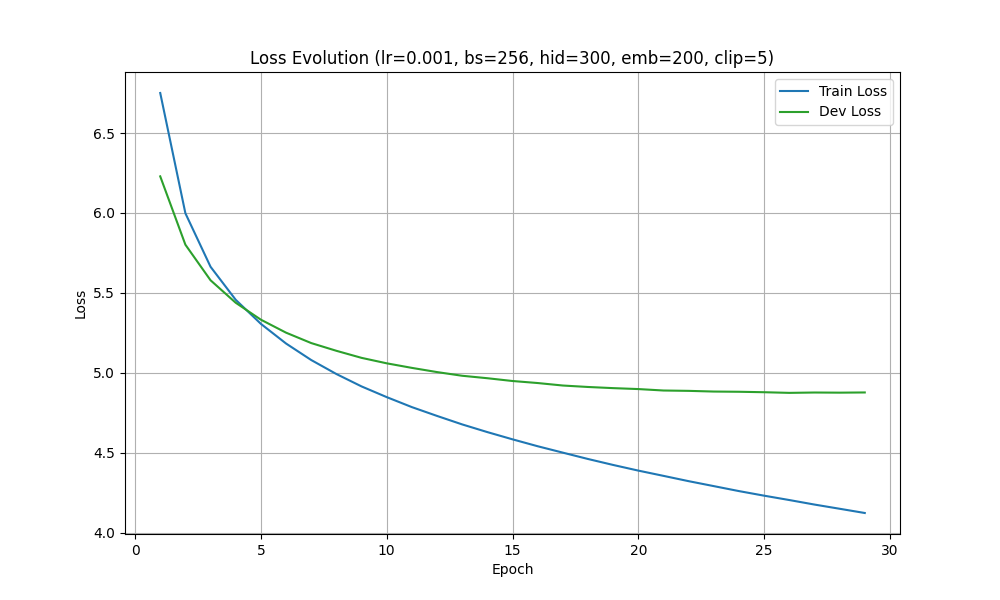 Loss Evolution (lr=0.001, bs=256, hid=300, emb=200, clip=5)
Train Loss
Dev Loss
6.5
6.0
5.5
5.0
4.5
4.0
Loss
0 5 10 15 20 25 30
Epoch